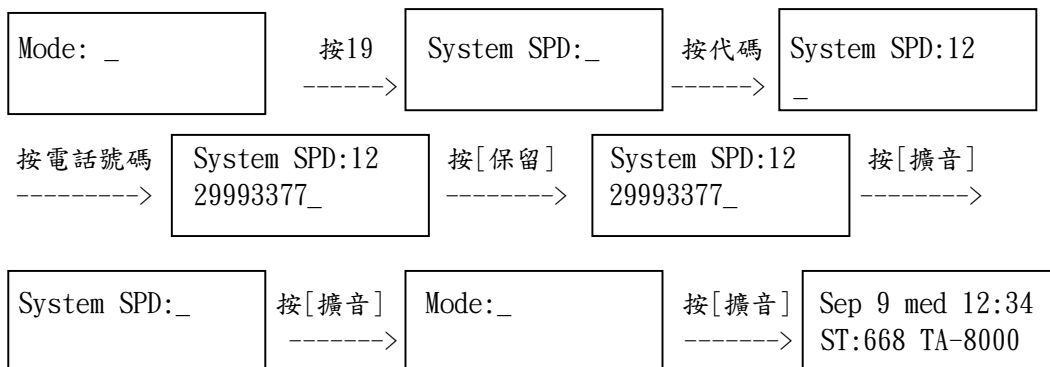 Mode: _ 按19 System SPD:_ 按代碼 System SPD:12
------> ------> _
按電話號碼 System SPD:12 按[保留] System SPD:12 按[擴音]
---------> 29993377_ --------> 29993377_ -------->
System SPD:_ 按[擴音] Mode:_ 按[擴音] Sep 9 med 12:34
-------> -------> ST:668 TA-8000